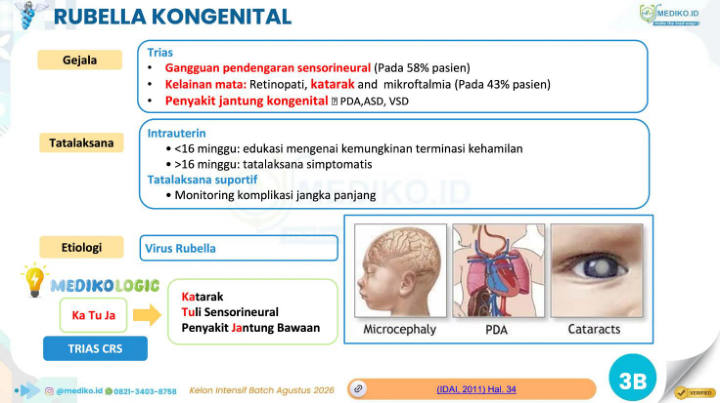 RUBELLA KONGENITAL
MEDIKO.ID
Gejala
Trias
• Gangguan pendengaran sensorineural (Pada 58% pasien)
• Kelainan mata: Retinopati, katarak and mikroftalmia (Pada 43% pasien)
• Penyakit jantung kongenital PDA,ASD, VSD
Tatalaksana
Intrauterin
• <16 minggu: edukasi mengenai kemungkinan terminasi kehamilan
• >16 minggu: tatalaksana simptomatis
Tatalaksana suportif
• Monitoring komplikasi jangka panjang
MEDIKO.ID
Etiologi
Virus Rubella
MEDIKOLOGIC
Ka Tu Ja
Katarak
Tuli Sensorineural
Penyakit Jantung Bawaan
TRIAS CRS
Microcephaly
PDA
Cataracts
@mediko.id
0821-3403-8758
Kelon Intensif Batch Agustus 2026
(IDAI, 2011) Hal. 34
3B
VERIFIED